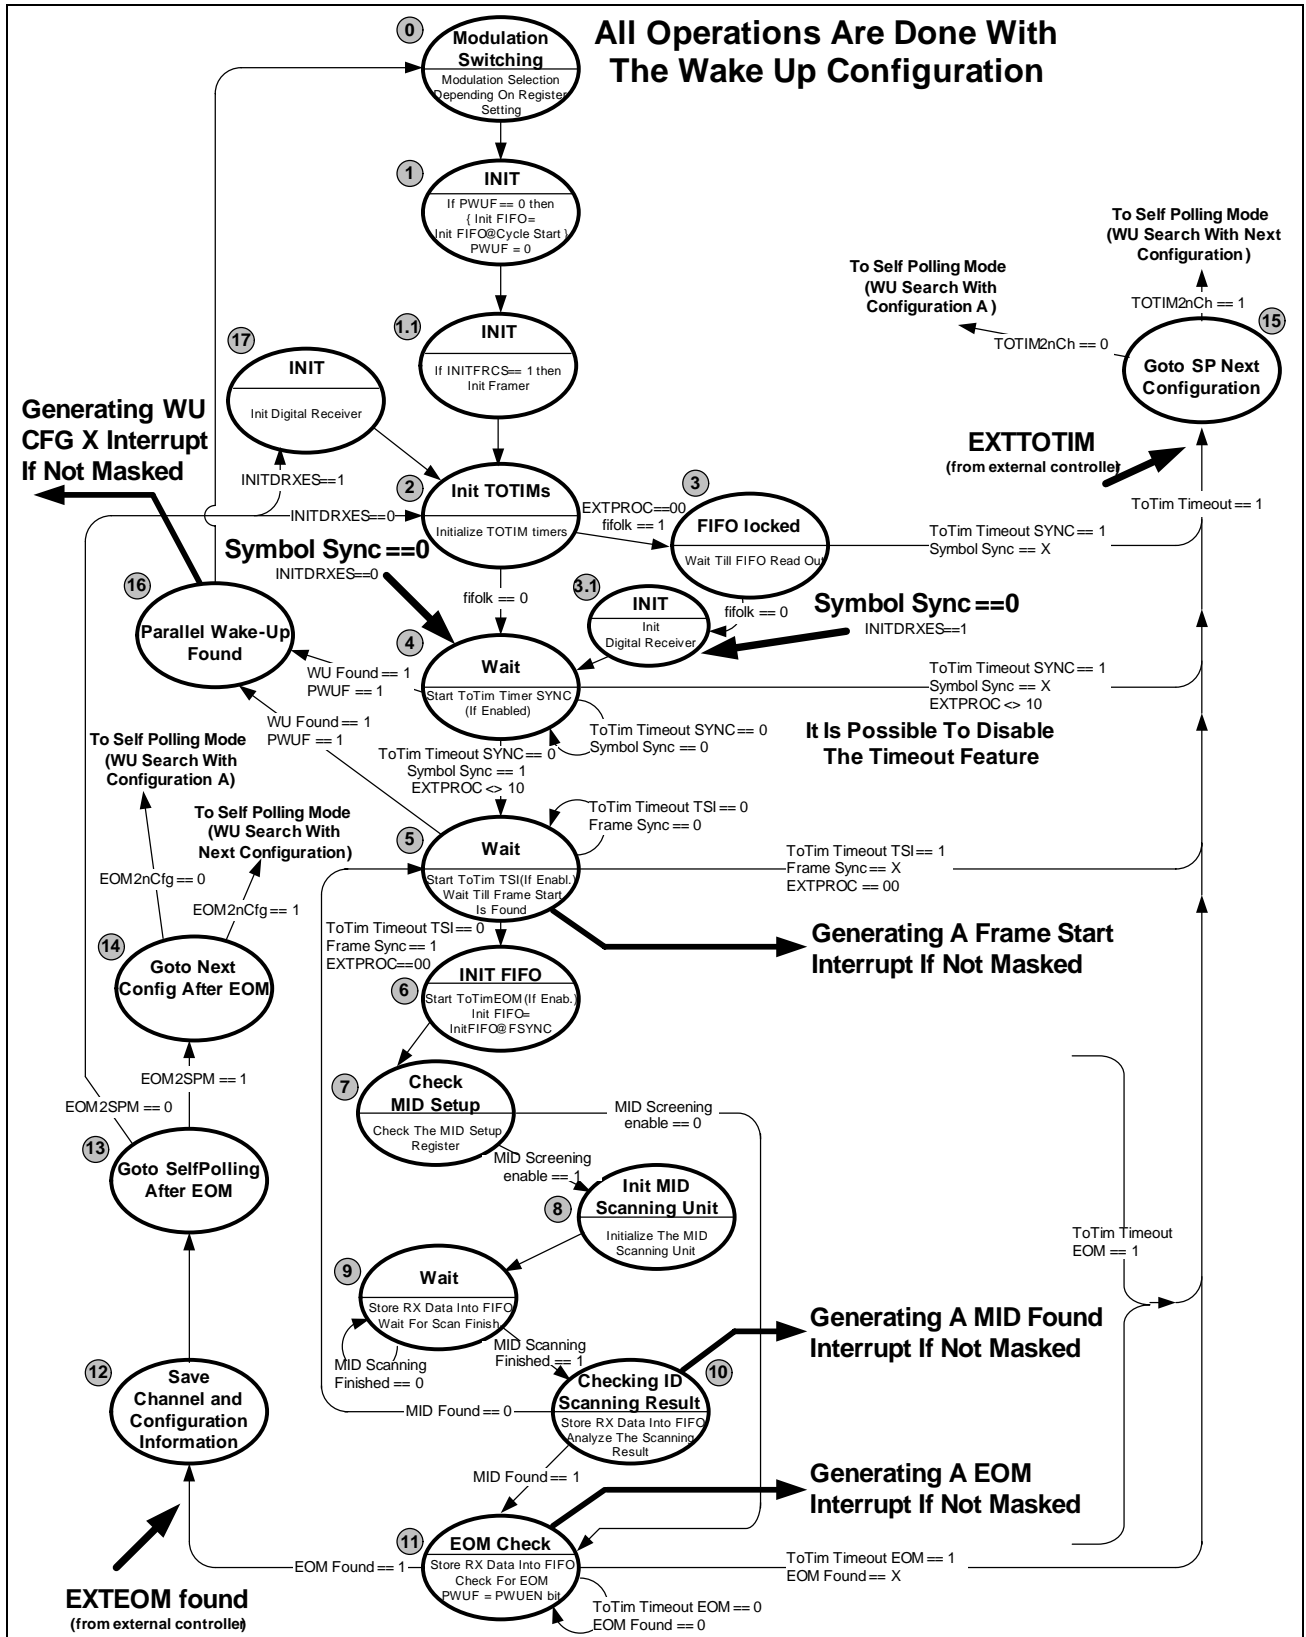 All Operations Are Done With
The Wake Up Configuration
0
Modulation
Switching
Modulation Selection
Depending On Register
Setting
1
INIT
If PWUF== 0 then
{ Init FIFO=
Init FIFO@Cycle Start }
PWUF = 0
To Self Polling Mode
(WU Search With Next
Configuration)
To Self Polling Mode
(WU Search With
Configuration A)
TOTIM2nCh == 1
TOTIM2nCh == 0
15
Goto SP Next
Configuration
1.1
INIT
If INITFRCS== 1 then
Init Framer
17
INIT
Init Digital Receiver
Generating WU
CFG X Interrupt
If Not Masked
EXTTOTIM
(from external controller)
INITDRXES==1
2
Init TOTIMs
Initialize TOTIM timers
INITDRXES==0
EXTPROC==00
fifolk == 1
3
FIFO locked
Wait Till FIFO Read Out
ToTim Timeout == 1
ToTim Timeout SYNC == 1
Symbol Sync == X
Symbol Sync ==0
INITDRXES==0
16
Parallel Wake-Up
Found
fifolk == 0
3.1
INIT
Init
Digital Receiver
fifolk == 0
Symbol Sync ==0
INITDRXES==1
4
Wait
Start ToTim Timer SYNC
(If Enabled)
WU Found == 1
PWUF == 1
WU Found == 1
PWUF == 1
ToTim Timeout SYNC == 1
Symbol Sync == X
EXTPROC <> 10
ToTim Timeout SYNC == 0
Symbol Sync == 0
It Is Possible To Disable
The Timeout Feature
To Self Polling Mode
(WU Search With
Configuration A)
ToTim Timeout SYNC == 0
Symbol Sync == 1
EXTPROC <> 10
To Self Polling Mode
(WU Search With
Next Configuration)
ToTim Timeout TSI == 0
Frame Sync == 0
5
Wait
Start ToTim TSI(If Enabl.)
Wait Till Frame Start
Is Found
ToTim Timeout TSI == 1
Frame Sync == X
EXTPROC == 00
EOM2nCfg == 0
EOM2nCfg == 1
Generating A Frame Start
Interrupt If Not Masked
ToTim Timeout TSI == 0
Frame Sync == 1
EXTPROC==00
14
Goto Next
Config After EOM
6
INIT FIFO
Start ToTimEOM(If Enab.)
Init FIFO=
InitFIFO@FSYNC
EOM2SPM == 1
EOM2SPM == 0
7
Check
MID Setup
Check The MID Setup
Register
MID Screening
enable == 0
13
Goto SelfPolling
After EOM
MID Screening
enable == 1
8
Init MID
Scanning Unit
Initialize The MID
Scanning Unit
ToTim Timeout
EOM == 1
9
Wait
Store RX Data Into FIFO
Wait For Scan Finish
Generating A MID Found
Interrupt If Not Masked
MID Scanning
Finished == 0
MID Scanning
Finished == 1
12
Save
Channel and
Configuration
Information
10
Checking ID
Scanning Result
Store RX Data Into FIFO
Analyze The Scanning
Result
MID Found == 0
MID Found == 1
Generating A EOM
Interrupt If Not Masked
11
EOM Check
Store RX Data Into FIFO
Check For EOM
PWUF = PWUEN bit
EOM Found == 1
ToTim Timeout EOM == 1
EOM Found == X
EXTEOM found
(from external controller)
ToTim Timeout EOM == 0
EOM Found == 0